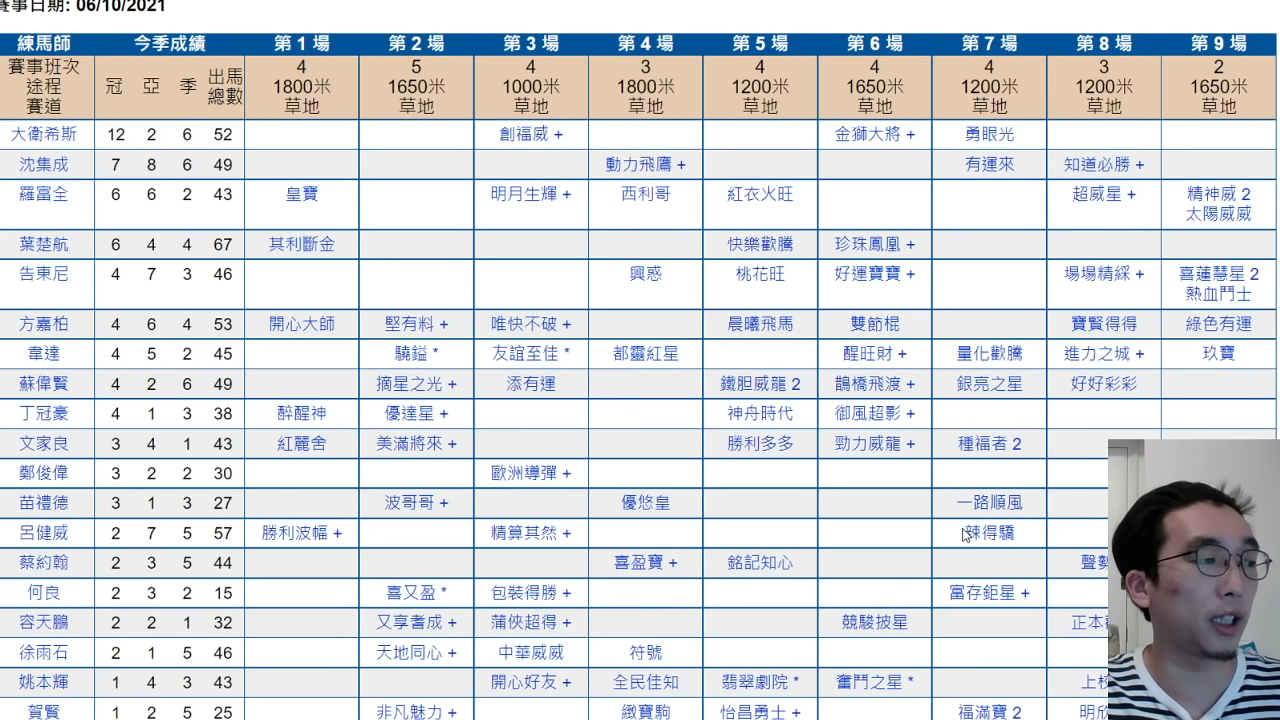 賽事日期: 06/10/2021
練馬師 今季成績 第 1 場 第 2 場 第 3 場 第 4 場 第 5 場 第 6 場 第 7 場 第 8 場 第 9 場
賽事班次 4 5 4 3 4 4 4 3 2
途程 冠 亞 季 出馬 1800米 1650米 1000米 1800米 1200米 1650米 1200米 1200米 1650米
賽道 總數 草地 草地 草地 草地 草地 草地 草地 草地 草地
大衛希斯 12 2 6 52 創福威 + 金獅大將 + 勇眼光
沈集成 7 8 6 49 動力飛鷹 + 有運來 知道必勝 +
羅富全 6 6 2 43 皇寶 明月生輝 + 西利哥 紅衣火旺 超威星 + 精神威 2
太陽威威
葉楚航 6 4 4 67 其利斷金 快樂歡騰 珍珠鳳凰 +
告東尼 4 7 3 46 興惑 桃花旺 好運寶寶 + 場場精綵 + 喜蓮慧星 2
熱血鬥士
方嘉柏 4 6 4 53 開心大師 堅有料 + 唯快不破 + 晨曦飛馬 雙節棍 寶賢得得 綠色有運
韋達 4 5 2 45 驍鎰 * 友誼至佳 * 都靈紅星 醒旺財 + 量化歡騰 進力之城 + 玖寶
蘇偉賢 4 2 6 49 摘星之光 + 添有運 鐵胆威龍 2 鵲橋飛渡 + 銀亮之星 好好彩彩
丁冠豪 4 1 3 38 醉醒神 優達星 + 神舟時代 御風超影 +
文家良 3 4 1 43 紅麗舍 美滿將來 + 勝利多多 勁力威龍 + 種福者 2
鄭俊偉 3 2 2 30 歐洲導彈 +
苗禮德 3 1 3 27 波哥哥 + 優悠皇 一路順風
呂健威 2 7 5 57 勝利波幅 + 精算其然 + 辣得驕
蔡約翰 2 3 5 44 喜盈寶 + 銘記知心 聲勢
何良 2 3 2 15 喜又盈 * 包裝得勝 + 富存鉅星 +
容天鵬 2 2 1 32 又享耆成 + 蒲俠超得 + 競駿披星 正本
徐雨石 2 1 5 46 天地同心 + 中華威威 符號
姚本輝 1 4 3 43 開心好友 + 全民佳知 翡翠劇院 * 奮鬥之星 * 上
賀賢 1 2 5 25 非凡魅力 + 緻寶駒 怡昌勇士 + 福滿寶 2 明